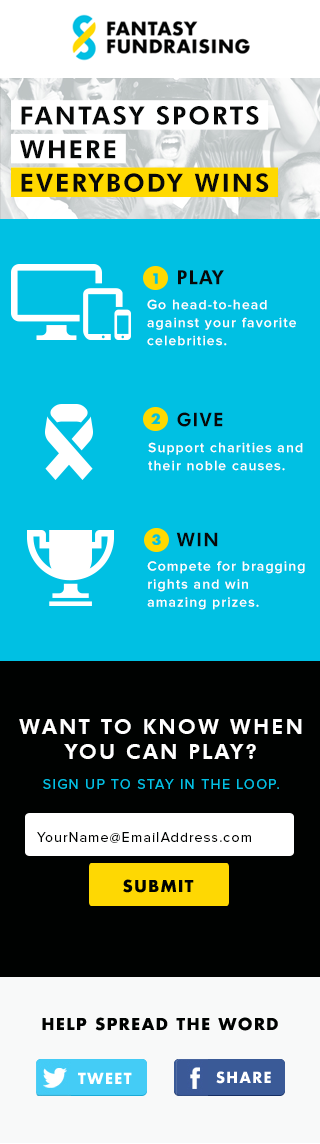 FANTASY
FUNDRAISING
FANTASY SPORTS
WHERE
EVERYBODY WINS
1 PLAY
Go head-to-head
against your favorite
celebrities.
2 GIVE
Support charities and
their noble causes.
3 WIN
Compete for bragging
rights and win
amazing prizes.
WANT TO KNOW WHEN
YOU CAN PLAY?
SIGN UP TO STAY IN THE LOOP.
YourName@EmailAddress.com
SUBMIT
HELP SPREAD THE WORD
TWEET
f SHARE